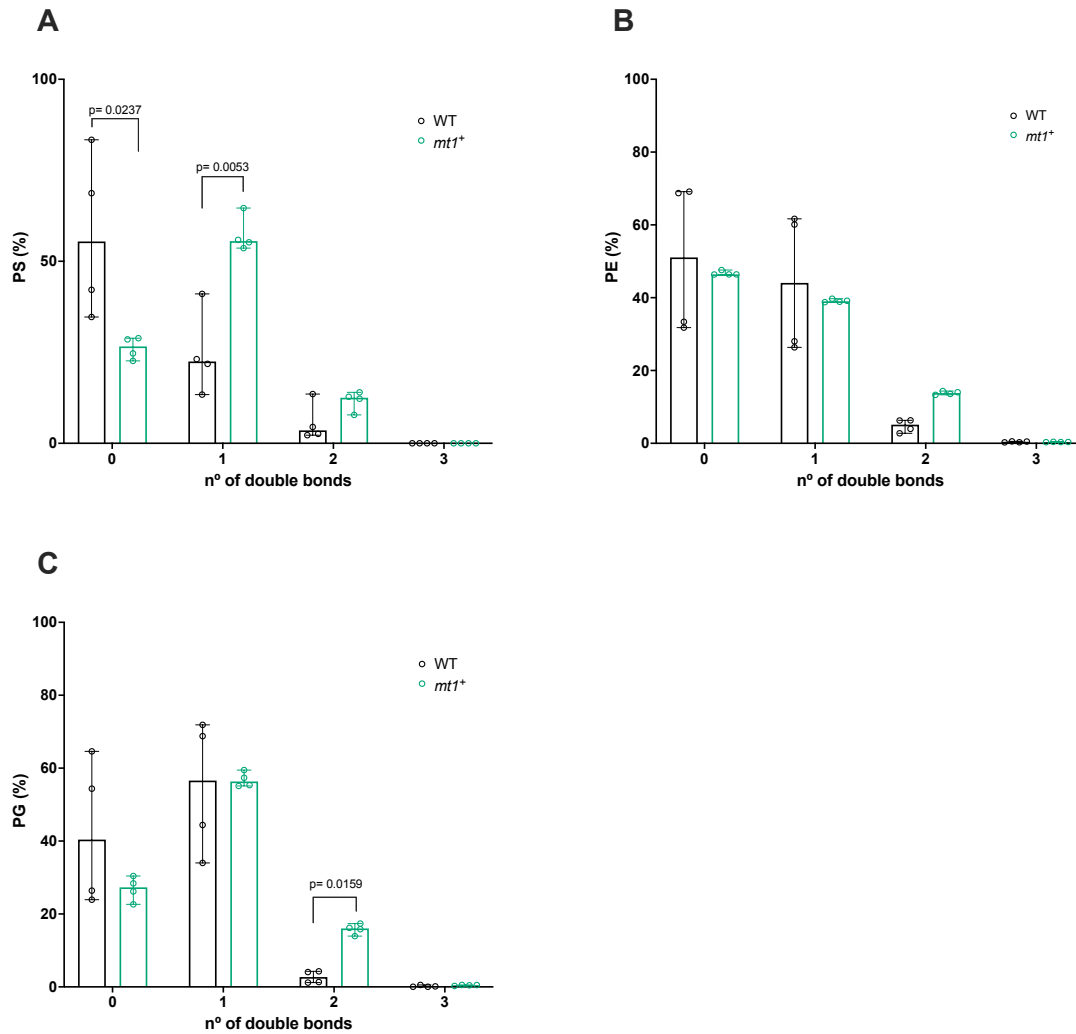 A
PS (%)
100
50
0
p= 0.0237
p= 0.0053
WT
mt1⁺
0 1 2 3
nº of double bonds
B
PE (%)
100
80
60
40
20
0
WT
mt1⁺
0 1 2 3
nº of double bonds
C
PG (%)
100
80
60
40
20
0
p= 0.0159
WT
mt1⁺
0 1 2 3
nº of double bonds